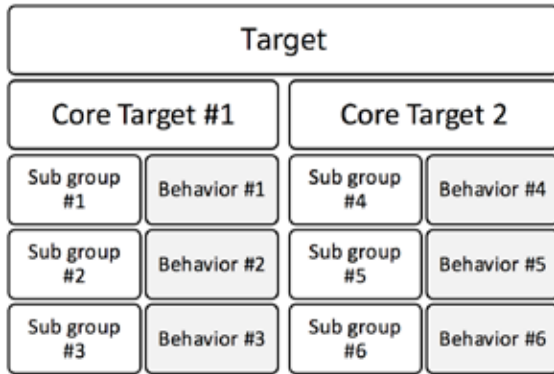 Target
Core Target #1
Core Target 2
Sub group
#1
Behavior #1
Sub group
#4
Behavior #4
Sub group
#2
Behavior #2
Sub group
#5
Behavior #5
Sub group
#3
Behavior #3
Sub group
#6
Behavior #6